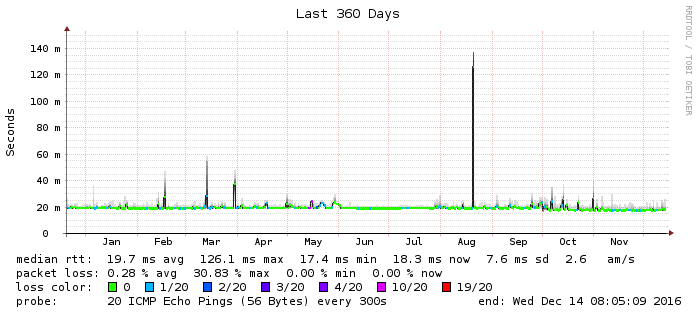 Last 360 Days
RRDTOOL / TOBI OETIKER
Seconds
140 m
120 m
100 m
80 m
60 m
40 m
20 m
0
Jan Feb Mar Apr May Jun Jul Aug Sep Oct Nov
median rtt: 19.7 ms avg 126.1 ms max 17.4 ms min 18.3 ms now 7.6 ms sd 2.6 am/s
packet loss: 0.28 % avg 30.83 % max 0.00 % min 0.00 % now
loss color: 0 1/20 2/20 3/20 4/20 10/20 19/20
probe: 20 ICMP Echo Pings (56 Bytes) every 300s end: Wed Dec 14 08:05:09 2016